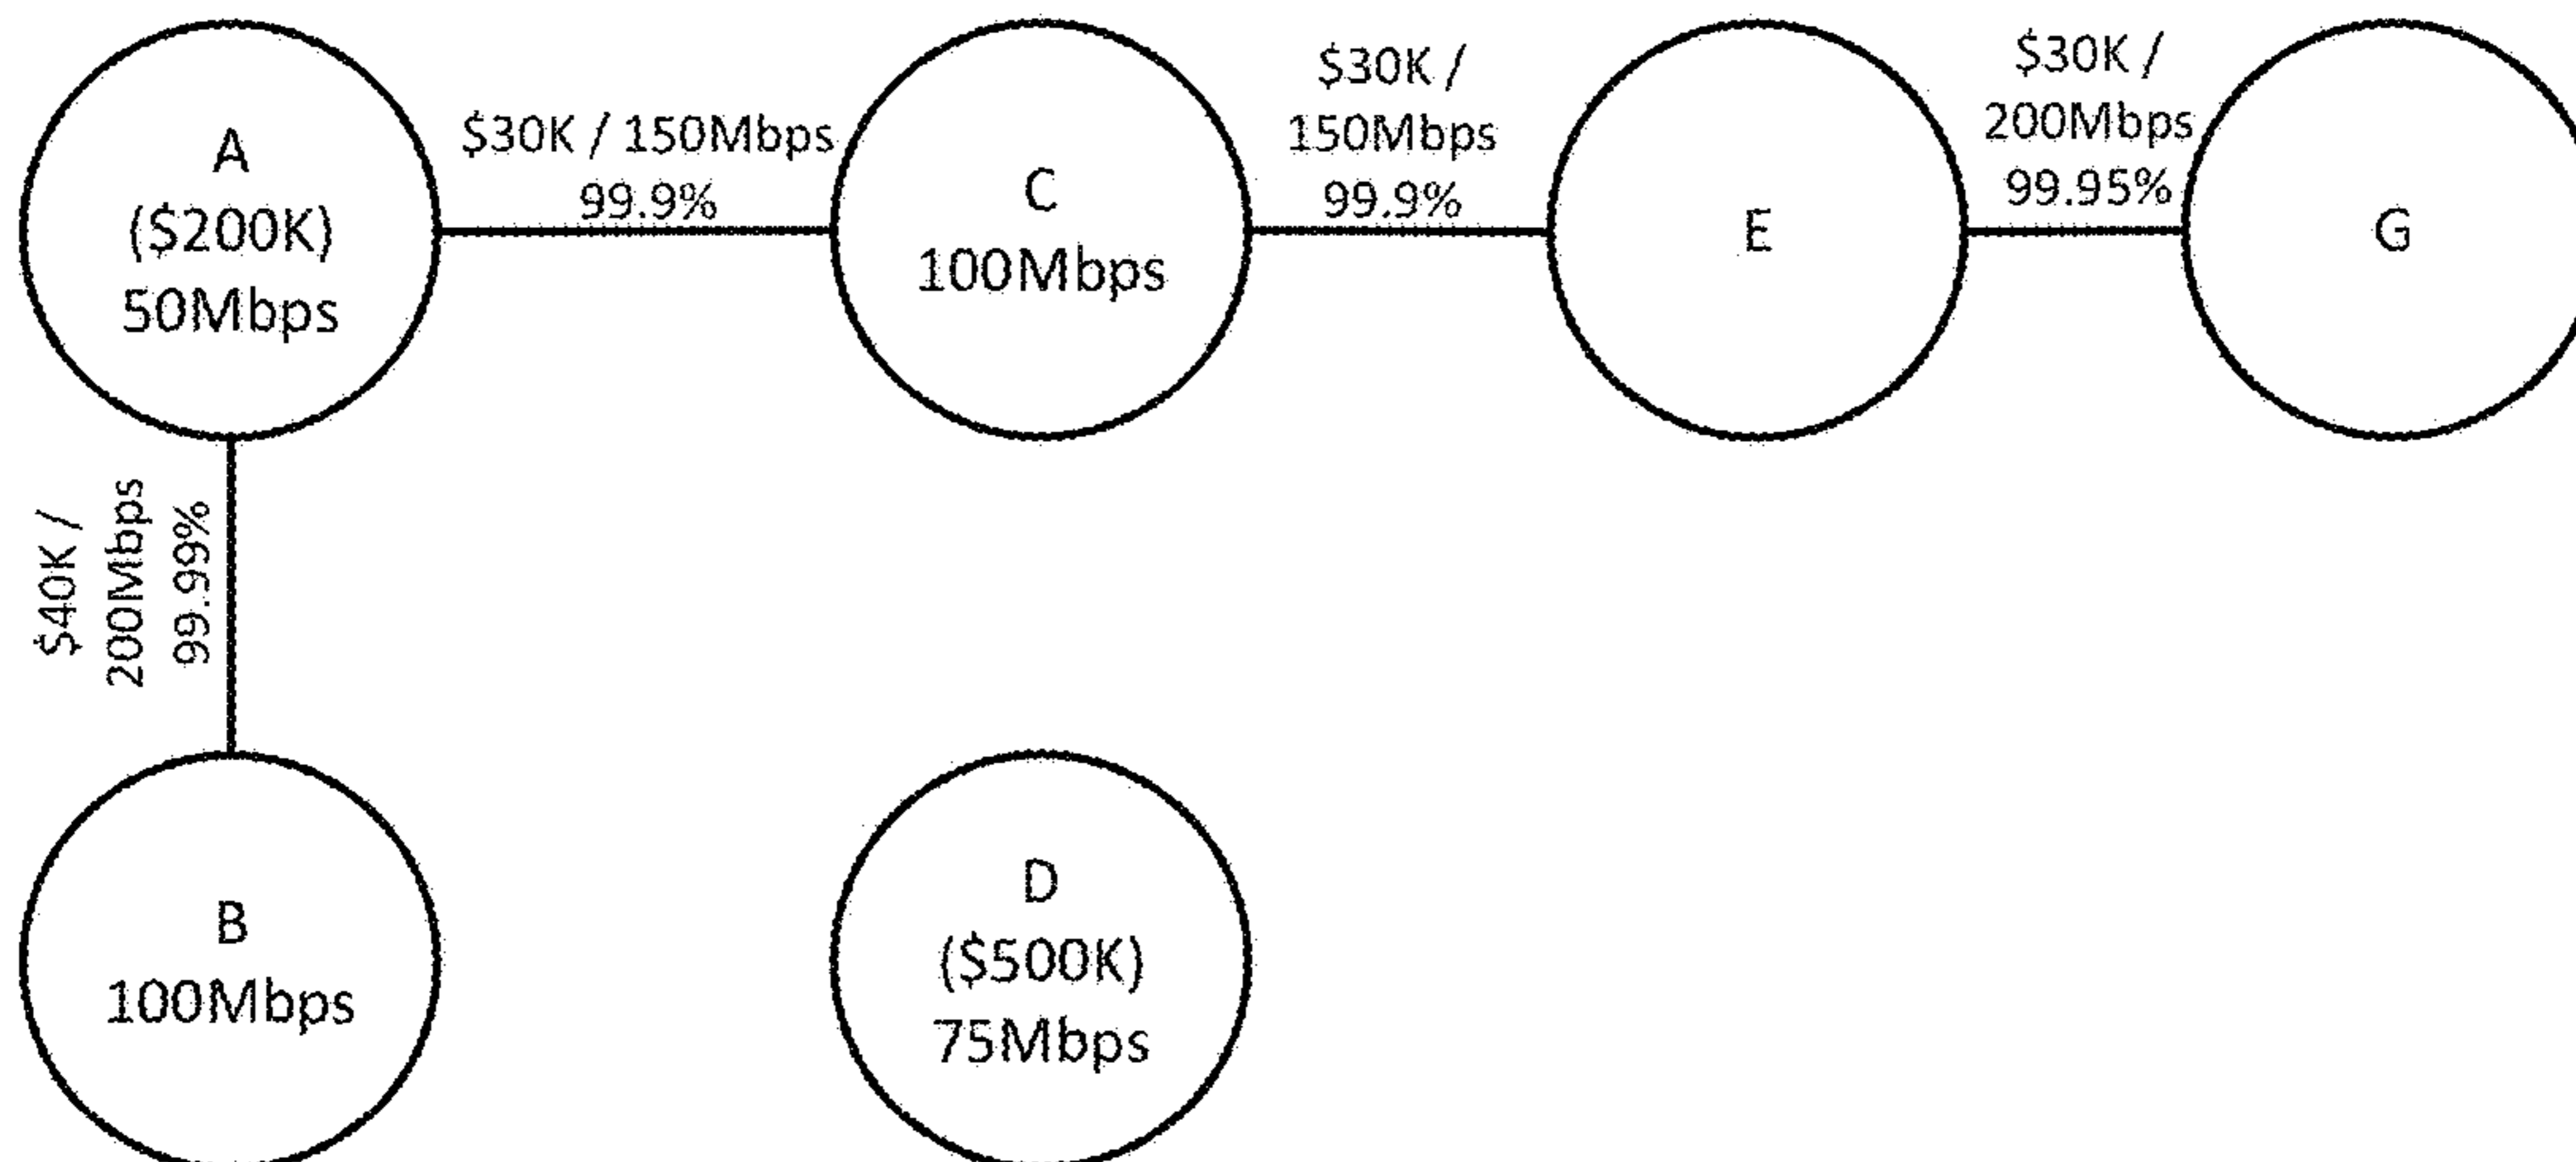 A
($200K)
50Mbps
$30K / 150Mbps
99.9%
C
100Mbps
$30K /
150Mbps
99.9%
E
$30K /
200Mbps
99.95%
G
$40K /
200Mbps
99.99%
B
100Mbps
D
($500K)
75Mbps